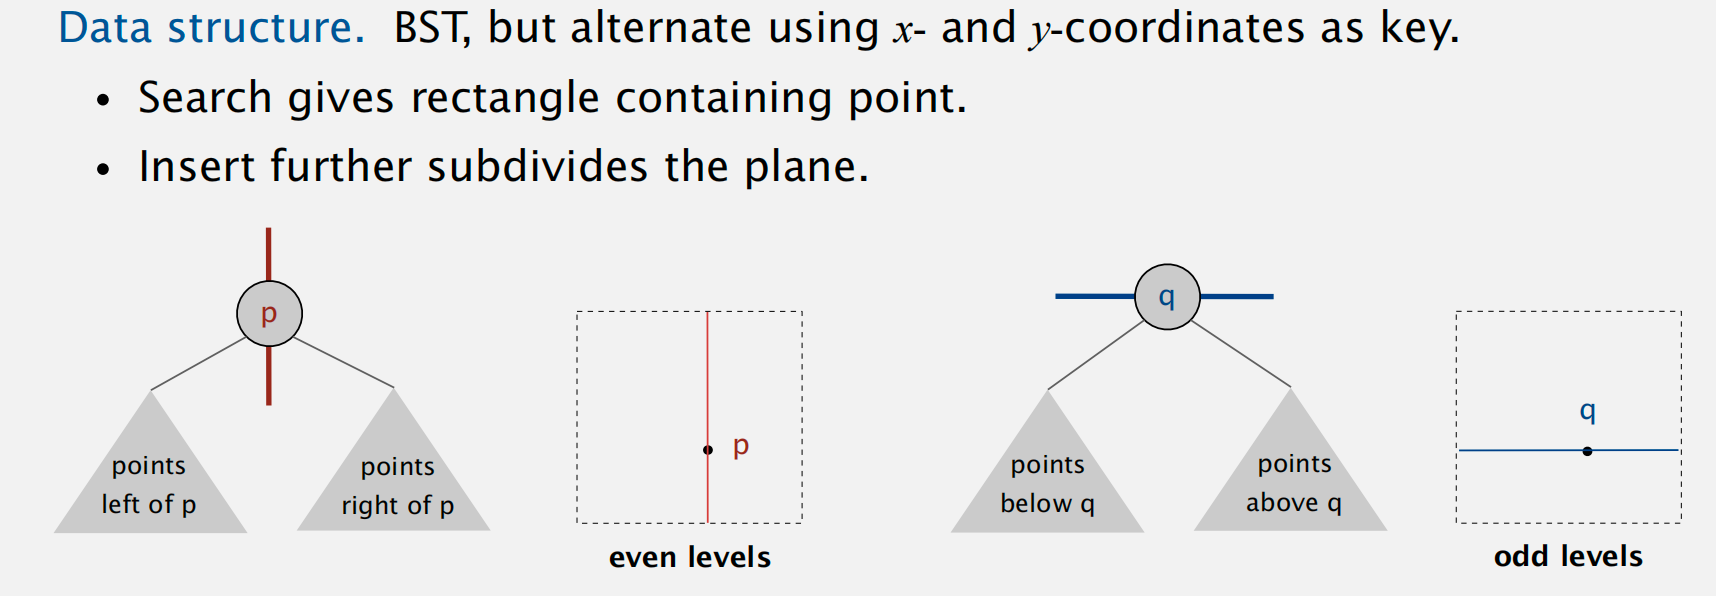 Data structure. BST, but alternate using x- and y-coordinates as key.
• Search gives rectangle containing point.
• Insert further subdivides the plane.
p
points
left of p
points
right of p
p
even levels
q
points
below q
points
above q
q
odd levels